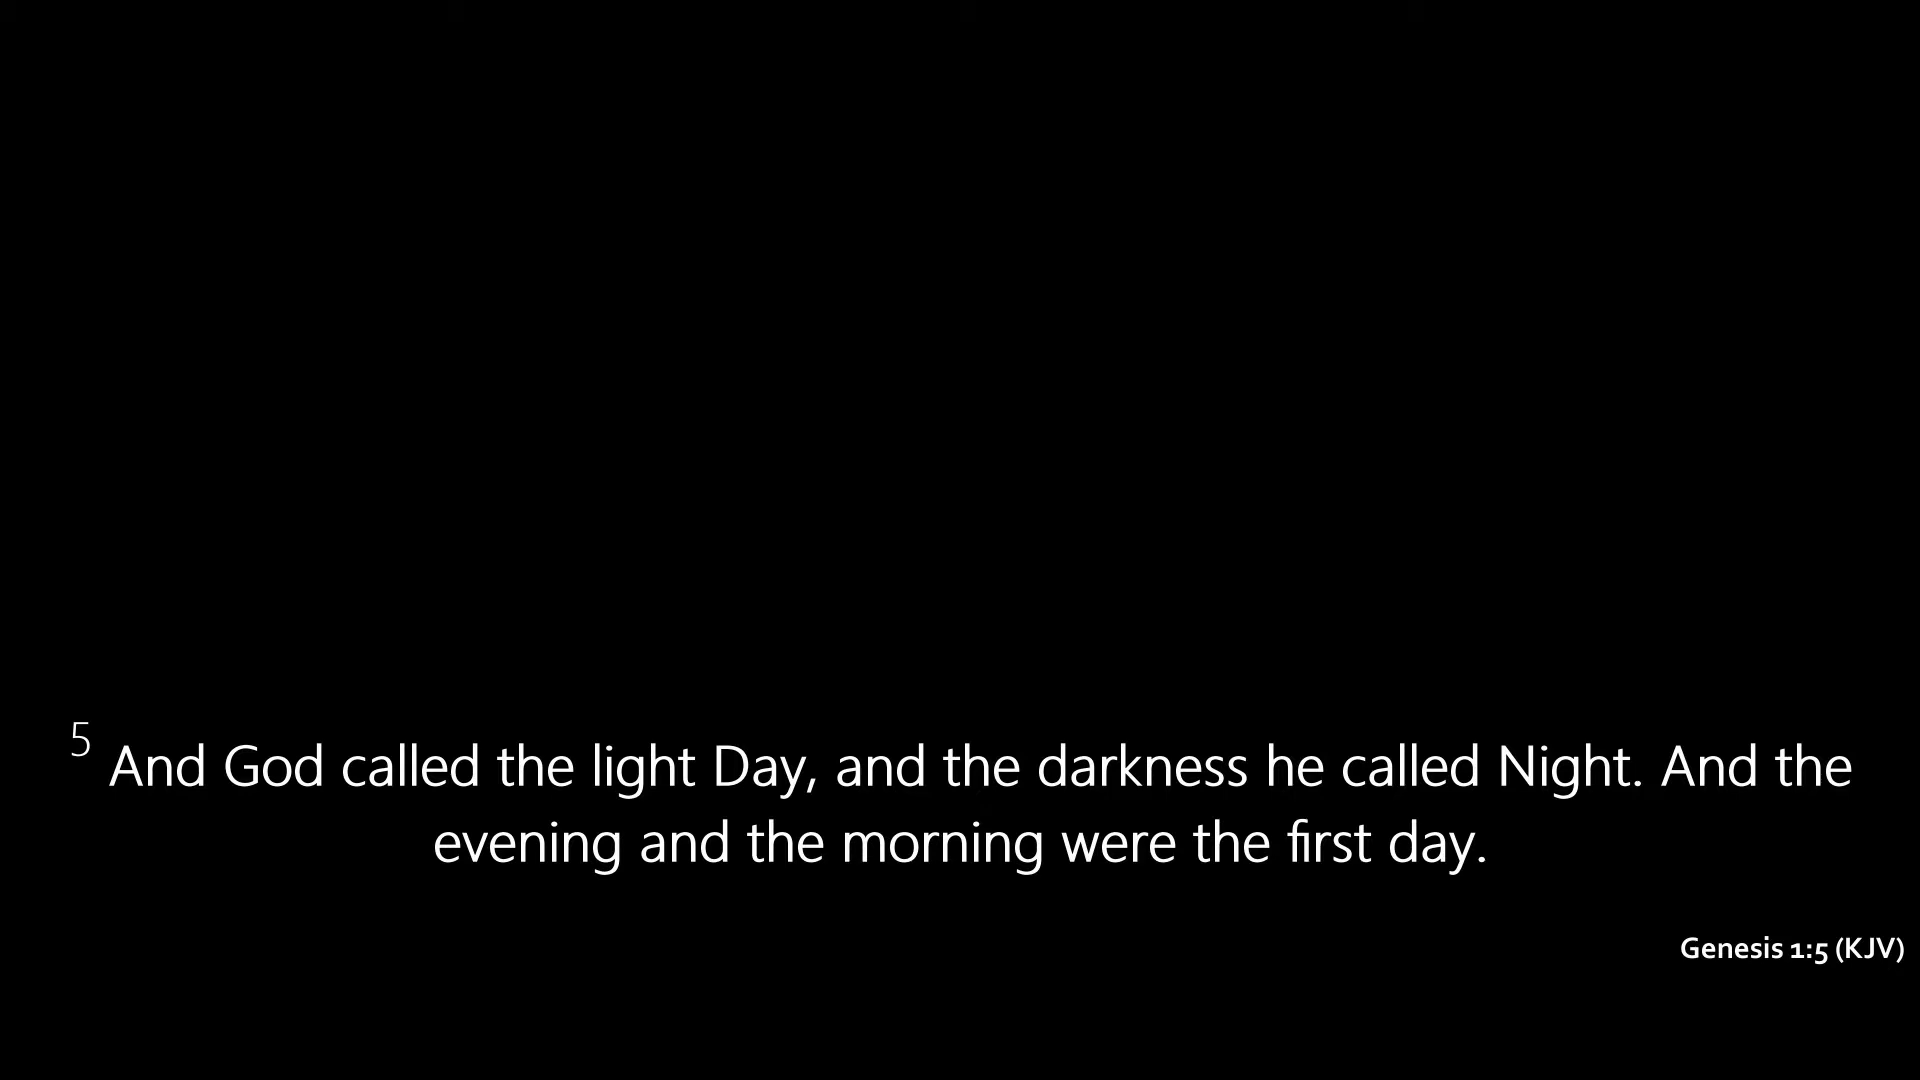 5 And God called the light Day, and the darkness he called Night. And the
evening and the morning were the first day.
Genesis 1:5 (KJV)